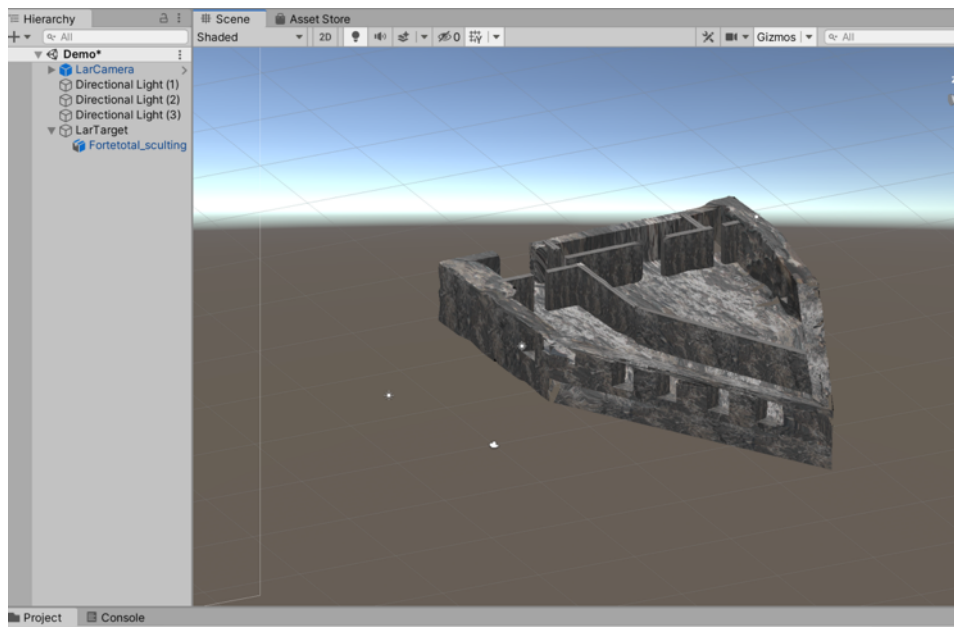 Hierarchy
All
Demo*
LarCamera
Directional Light (1)
Directional Light (2)
Directional Light (3)
LarTarget
Fortetotal_sculting
Scene
Asset Store
Shaded
2D
0
Gizmos
All
Project
Console